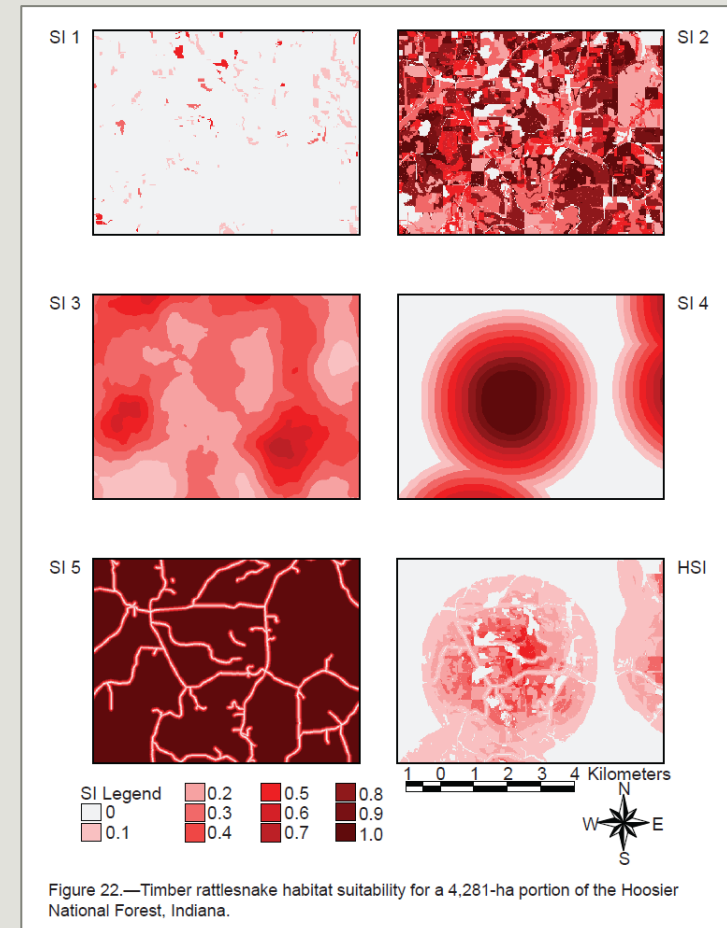 SI 1
SI 2
SI 3
SI 4
SI 5
HSI
SI Legend
0
0.1
0.2
0.3
0.4
0.5
0.6
0.7
0.8
0.9
1.0
1 0 1 2 3 4 Kilometers
N
W E
S
Figure 22.—Timber rattlesnake habitat suitability for a 4,281-ha portion of the Hoosier
National Forest, Indiana.